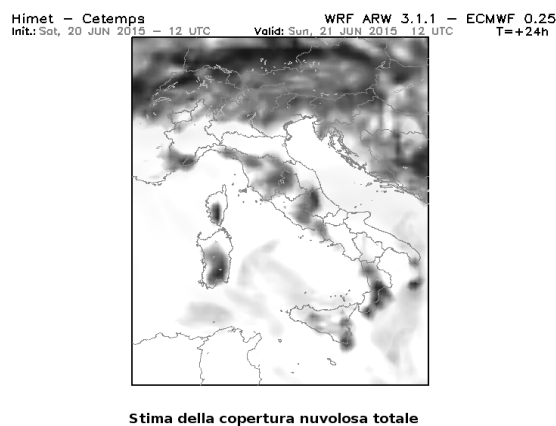 Himet – Cetemps WRF ARW 3.1.1 – ECMWF 0.25
Init.: Sat, 20 JUN 2015 – 12 UTC Valid: Sun, 21 JUN 2015 12 UTC T=+24h
Stima della copertura nuvolosa totale